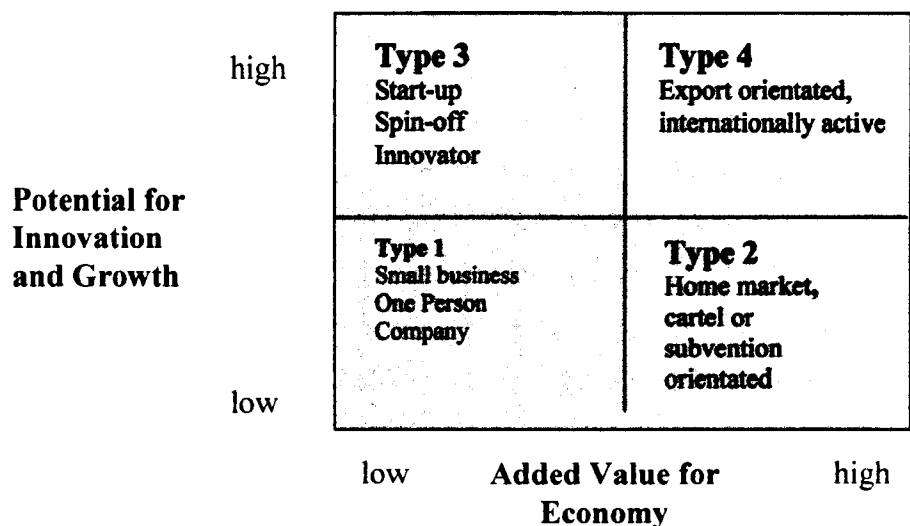 high
Type 3
Start-up
Spin-off
Innovator
Type 4
Export orientated,
internationally active
Potential for
Innovation
and Growth
Type 1
Small business
One Person
Company
Type 2
Home market,
cartel or
subvention
orientated
low
low
Added Value for
Economy
high